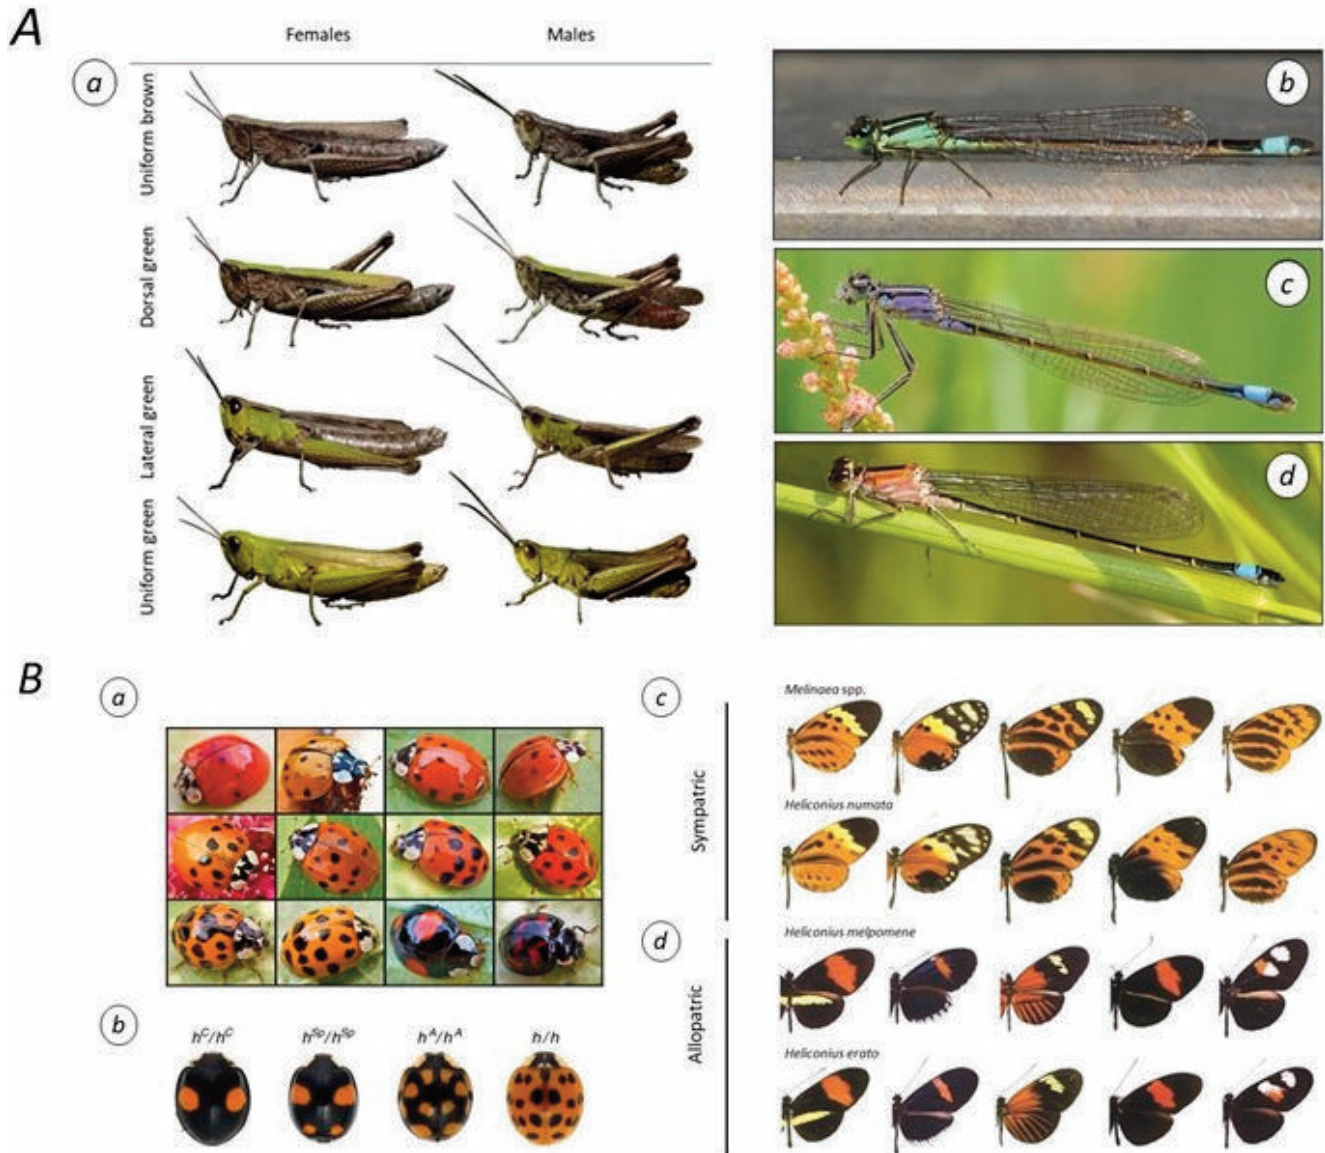 A
Females
Males
a
Uniform brown
Dorsal green
Lateral green
Uniform green
b
c
d
B
a
b
h^C/h^C
h^Sp/h^Sp
h^A/h^A
h/h
c
Sympatric
Melinaea spp.
Heliconius numata
d
Allopatric
Heliconius melpomene
Heliconius erato